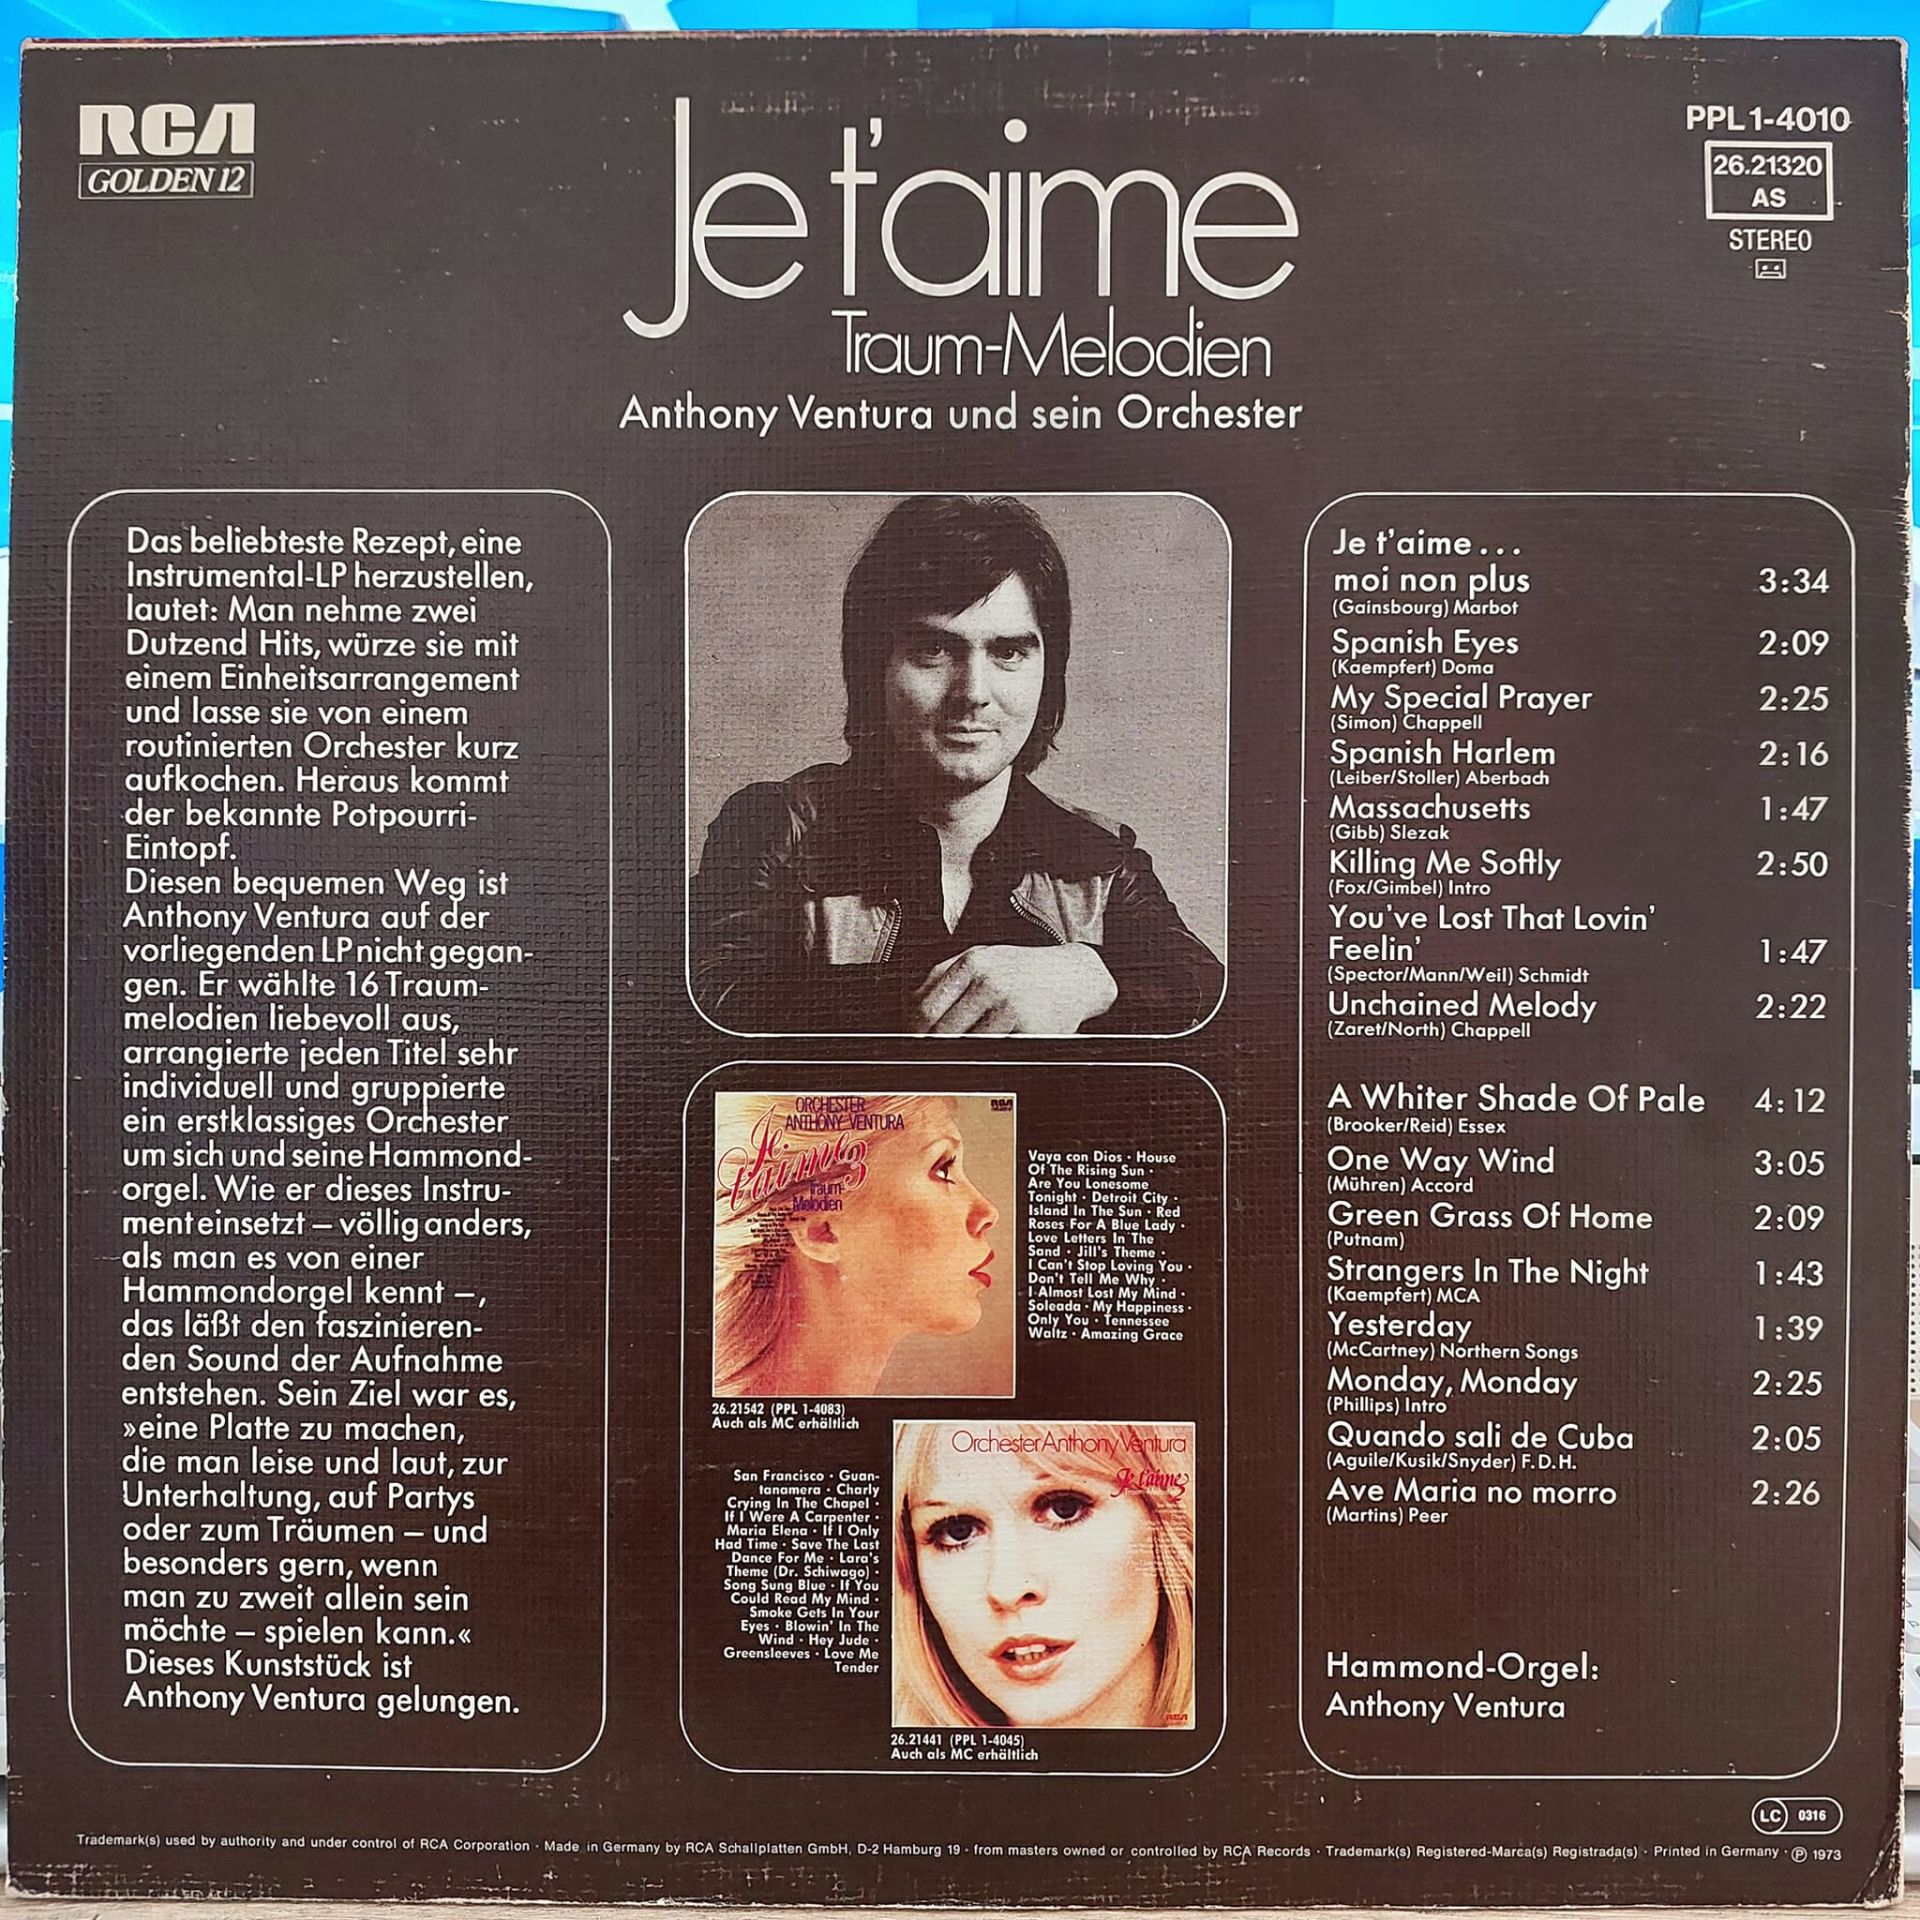 RCA
GOLDEN 12
Je t'aime
Traum-Melodien
Anthony Ventura und sein Orchester
PPL 1-4010
26.21320
AS
STEREO
Das beliebteste Rezept, eine
Instrumental-LP herzustellen,
lautet: Man nehme zwei
Dutzend Hits, würze sie mit
einem Einheitsarrangement
und lasse sie von einem
routinierten Orchester kurz
aufkochen. Heraus kommt
der bekannte Potpourri-
Eintopf.
Diesen bequemen Weg ist
Anthony Ventura auf der
vorliegenden LP nicht gegan-
gen. Er wählte 16 Traum-
melodien liebevoll aus,
arrangierte jeden Titel sehr
individuell und gruppierte
ein erstklassiges Orchester
um sich und seine Hammond-
orgel. Wie er dieses Instru-
ment einsetzt – völlig anders,
als man es von einer
Hammondorgel kennt –,
das läßt den faszinieren-
den Sound der Aufnahme
entstehen. Sein Ziel war es,
»eine Platte zu machen,
die man leise und laut, zur
Unterhaltung, auf Partys
oder zum Träumen – und
besonders gern, wenn
man zu zweit allein sein
möchte – spielen kann.«
Dieses Kunststück ist
Anthony Ventura gelungen.
ORCHESTER
ANTHONY VENTURA
RCA
Je
t'aime 3
Traum-
Melodien
Vaya con Dios · House
Of The Rising Sun ·
Are You Lonesome
Tonight · Detroit City ·
Island In The Sun · Red
Roses For A Blue Lady ·
Love Letters In The
Sand · Jill's Theme ·
I Can't Stop Loving You ·
Don't Tell Me Why ·
I Almost Lost My Mind ·
Soleada · My Happiness ·
Only You · Tennessee
Waltz · Amazing Grace
26.21542 (PPL 1-4083)
Auch als MC erhältlich
Orchester Anthony Ventura
Je t'aime
San Francisco · Guan-
tanamera · Charly
Crying In The Chapel ·
If I Were A Carpenter ·
Maria Elena · If I Only
Had Time · Save The Last
Dance For Me · Lara's
Theme (Dr. Schiwago) ·
Song Sung Blue · If You
Could Read My Mind ·
Smoke Gets In Your
Eyes · Blowin' In The
Wind · Hey Jude ·
Greensleeves · Love Me
Tender
RCA
26.21441 (PPL 1-4045)
Auch als MC erhältlich
Je t'aime . . .
moi non plus 3:34
(Gainsbourg) Marbot
Spanish Eyes 2:09
(Kaempfert) Doma
My Special Prayer 2:25
(Simon) Chappell
Spanish Harlem 2:16
(Leiber/Stoller) Aberbach
Massachusetts 1:47
(Gibb) Slezak
Killing Me Softly 2:50
(Fox/Gimbel) Intro
You've Lost That Lovin'
Feelin' 1:47
(Spector/Mann/Weil) Schmidt
Unchained Melody 2:22
(Zaret/North) Chappell
A Whiter Shade Of Pale 4:12
(Brooker/Reid) Essex
One Way Wind 3:05
(Mühren) Accord
Green Grass Of Home 2:09
(Putnam)
Strangers In The Night 1:43
(Kaempfert) MCA
Yesterday 1:39
(McCartney) Northern Songs
Monday, Monday 2:25
(Phillips) Intro
Quando sali de Cuba 2:05
(Aguile/Kusik/Snyder) F.D.H.
Ave Maria no morro 2:26
(Martins) Peer
Hammond-Orgel:
Anthony Ventura
LC 0316
Trademark(s) used by authority and under control of RCA Corporation · Made in Germany by RCA Schallplatten GmbH, D-2 Hamburg 19 · from masters owned or controlled by RCA Records · Trademark(s) Registered-Marca(s) Registrada(s) · Printed in Germany · Ⓟ 1973